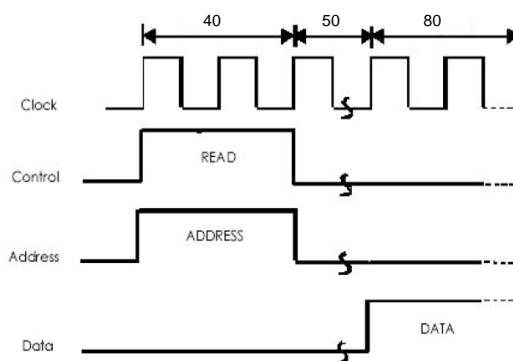 40 50 80
Clock
READ
Control
ADDRESS
Address
DATA
Data